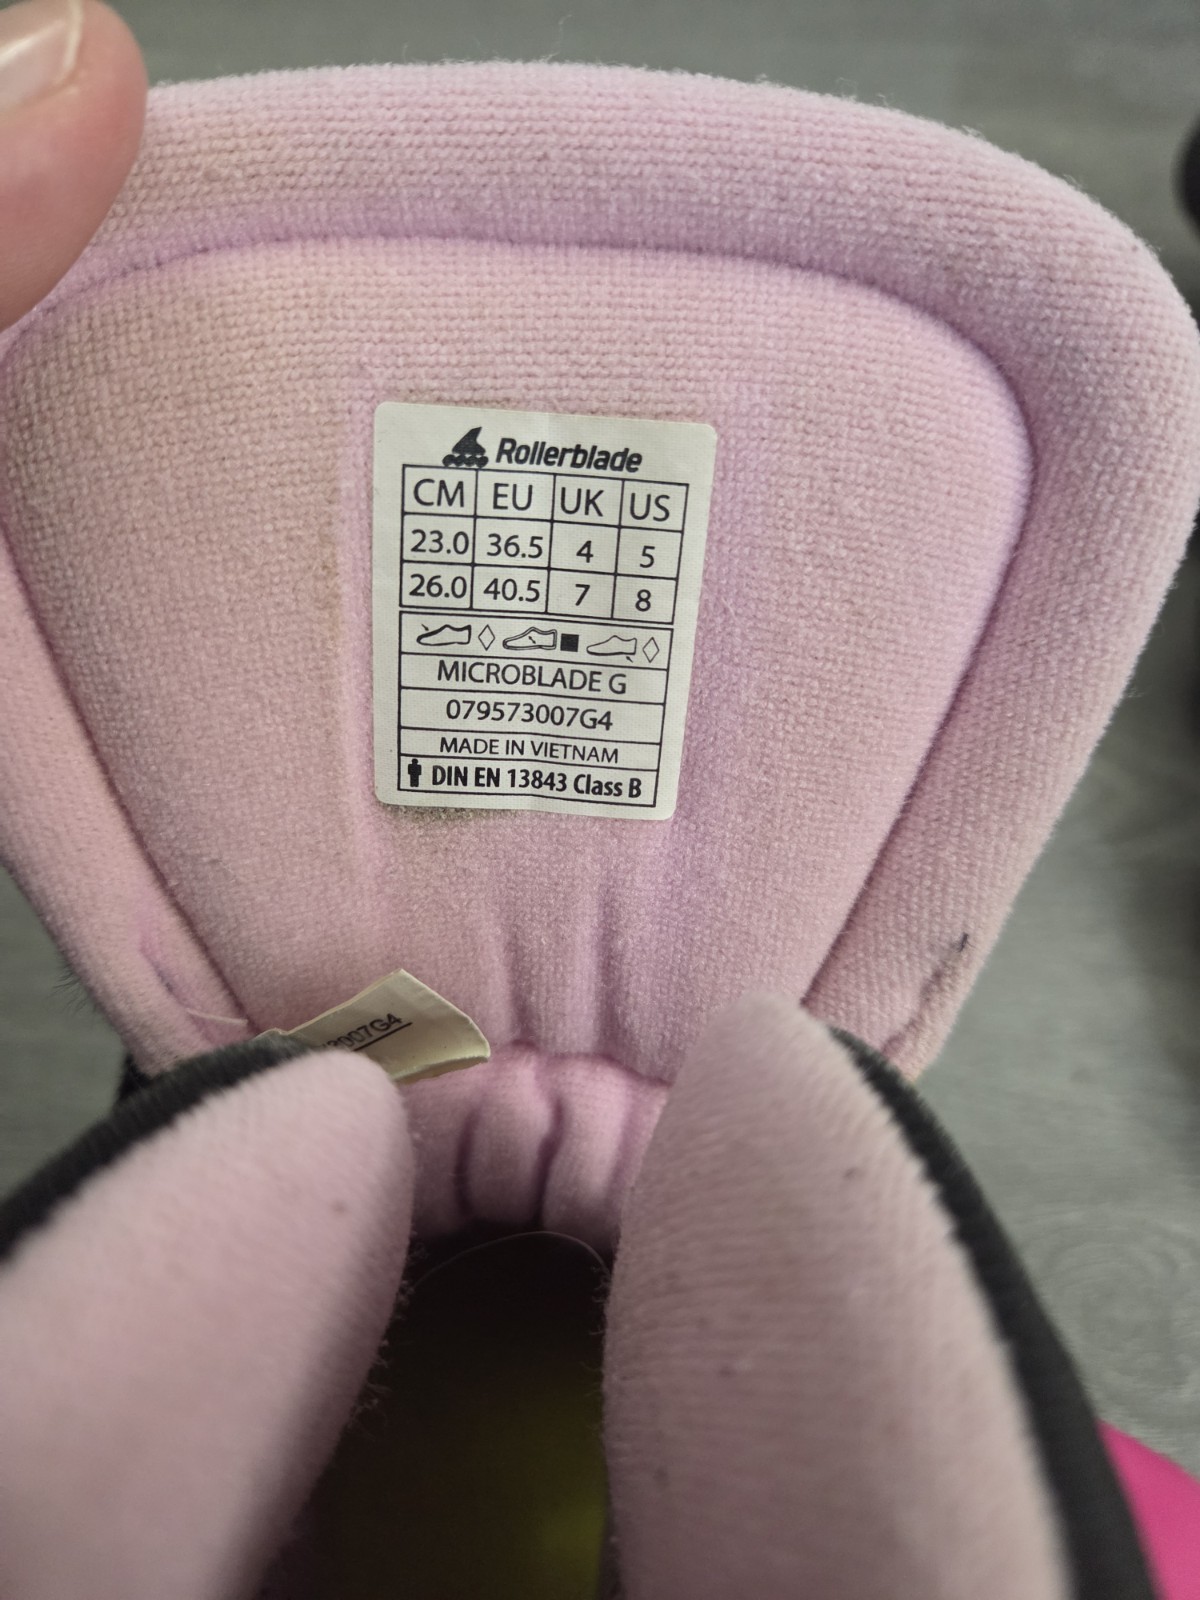 Rollerblade
CM EU UK US
23.0 36.5 4 5
26.0 40.5 7 8
MICROBLADE G
079573007G4
MADE IN VIETNAM
DIN EN 13843 Class B
3007G4